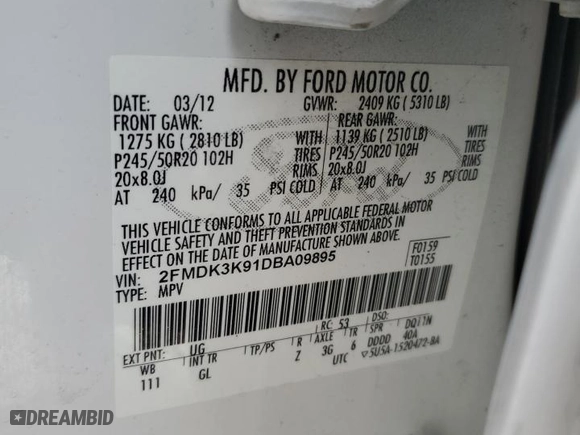 MFD. BY FORD MOTOR CO.
DATE: 03/12 GVWR: 2409 KG ( 5310 LB)
FRONT GAWR: REAR GAWR:
1275 KG ( 2810 LB) WITH 1139 KG ( 2510 LB) WITH
P245/50R20 102H TIRES P245/50R20 102H TIRES
20x8.0J RIMS 20x8.0J RIMS
AT 240 kPa/ 35 PSI COLD AT 240 kPa/ 35 PSI COLD
THIS VEHICLE CONFORMS TO ALL APPLICABLE FEDERAL MOTOR
VEHICLE SAFETY AND THEFT PREVENTION STANDARDS IN
EFFECT ON THE DATE OF MANUFACTURE SHOWN ABOVE.
VIN: 2FMDK3K91DBA09895 F0159
TYPE: MPV T0155
EXT PNT: UG RC: 53 DQ11N
WB INT TR TP/PS R AXLE TR SPR 40A
111 GL Z 3G 6 DDDD
UTC 5U5A-1520472-BA
DREAMBID